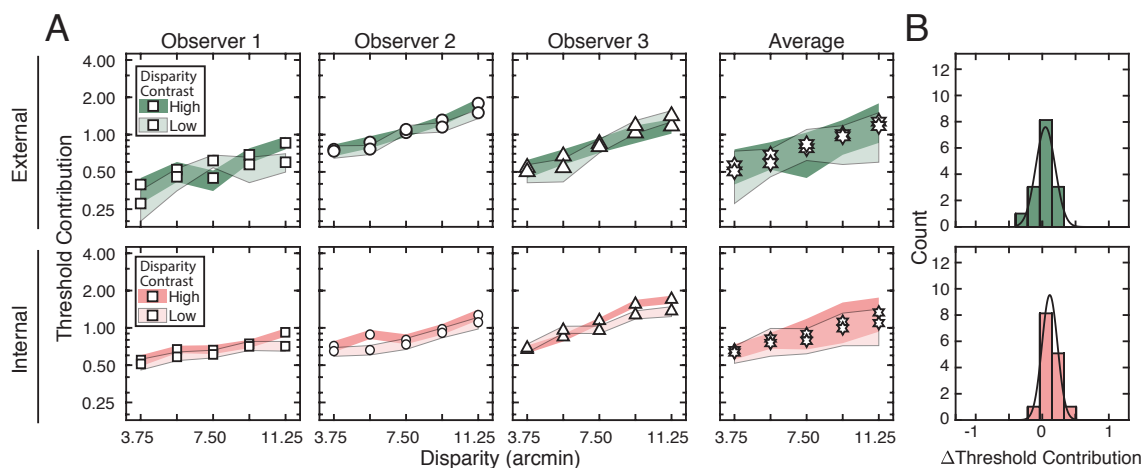 A
B
Observer 1
Observer 2
Observer 3
Average
External
Internal
Threshold Contribution
4.00
2.00
1.00
0.50
0.25
Disparity
Contrast
High
Low
4.00
2.00
1.00
0.50
0.25
Disparity
Contrast
High
Low
3.75
7.50
11.25
3.75
7.50
11.25
3.75
7.50
11.25
3.75
7.50
11.25
Disparity (arcmin)
Count
12
10
8
6
4
2
0
12
10
8
6
4
2
0
-1
0
1
ΔThreshold Contribution